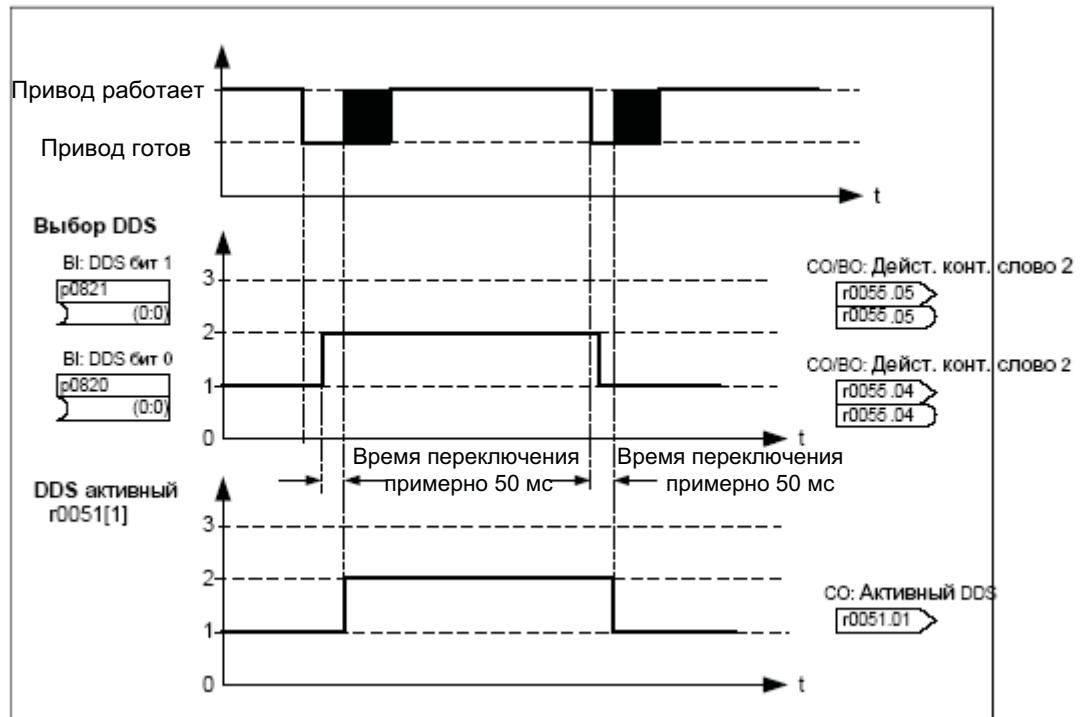 Привод работает
Привод готов
t
Выбор DDS
BI: DDS бит 1
p0821
(0:0)
BI: DDS бит 0
p0820
(0:0)
3
2
1
0
t
CO/BO: Дейст. конт. слово 2
r0055.05
r0055.05
CO/BO: Дейст. конт. слово 2
r0055.04
r0055.04
Время переключения
примерно 50 мс
Время переключения
примерно 50 мс
DDS активный
r0051[1]
3
2
1
0
t
CO: Активный DDS
r0051.01